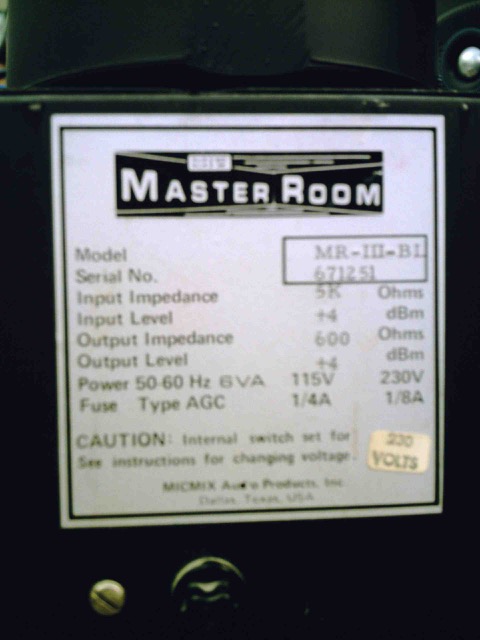 MASTER ROOM
Model MR-III-BL
Serial No. 671251
Input Impedance 5K Ohms
Input Level +4 dBm
Output Impedance 600 Ohms
Output Level +4 dBm
Power 50-60 Hz 6VA 115V 230V
Fuse Type AGC 1/4A 1/8A
CAUTION: Internal switch set for 230
See instructions for changing voltage. VOLTS
MICMIX Audio Products, Inc.
Dallas, Texas, USA